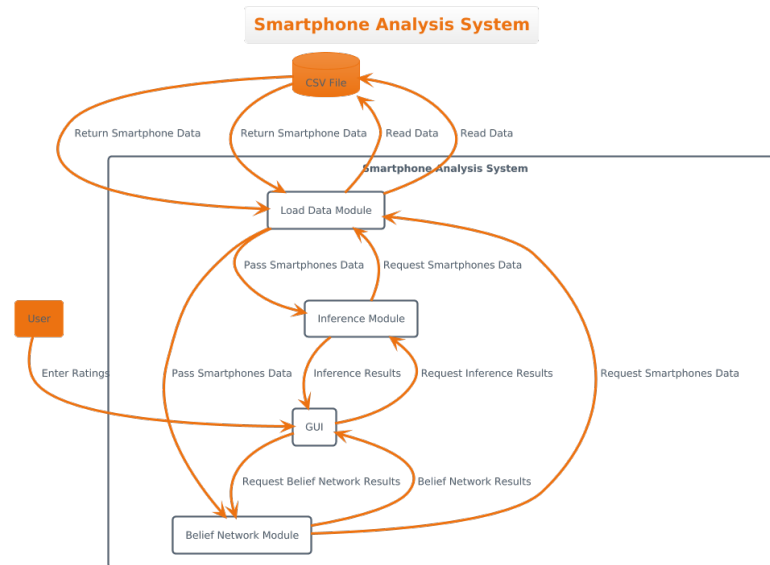 Smartphone Analysis System
CSV File
Return Smartphone Data
Return Smartphone Data
Read Data
Read Data
Smartphone Analysis System
Load Data Module
Pass Smartphones Data
Request Smartphones Data
User
Inference Module
Enter Ratings
Pass Smartphones Data
Inference Results
Request Inference Results
Request Smartphones Data
GUI
Request Belief Network Results
Belief Network Results
Belief Network Module